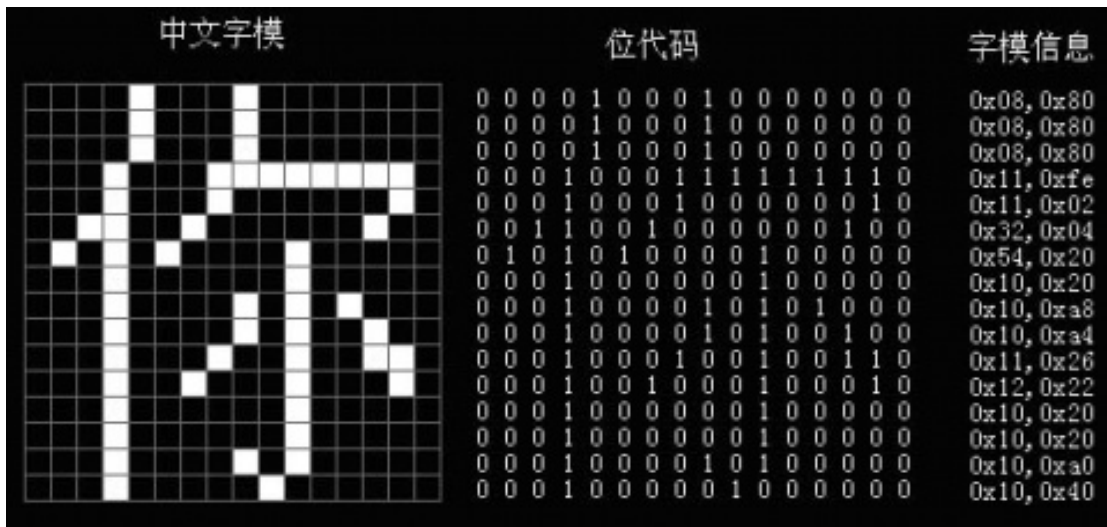 中文字模 位代码 字模信息
0 0 0 0 1 0 0 0 1 0 0 0 0 0 0 0 0x08,0x80
0 0 0 0 1 0 0 0 1 0 0 0 0 0 0 0 0x08,0x80
0 0 0 0 1 0 0 0 1 0 0 0 0 0 0 0 0x08,0x80
0 0 0 1 0 0 0 1 1 1 1 1 1 1 1 0 0x11,0xfe
0 0 0 1 0 0 0 1 0 0 0 0 0 0 1 0 0x11,0x02
0 0 1 1 0 0 1 0 0 0 0 0 0 1 0 0 0x32,0x04
0 1 0 1 0 1 0 0 0 0 1 0 0 0 0 0 0x54,0x20
0 0 0 1 0 0 0 0 0 0 1 0 0 0 0 0 0x10,0x20
0 0 0 1 0 0 0 0 1 0 1 0 1 0 0 0 0x10,0xa8
0 0 0 1 0 0 0 0 1 0 1 0 0 1 0 0 0x10,0xa4
0 0 0 1 0 0 0 1 0 0 1 0 0 1 1 0 0x11,0x26
0 0 0 1 0 0 1 0 0 0 1 0 0 0 1 0 0x12,0x22
0 0 0 1 0 0 0 0 0 0 1 0 0 0 0 0 0x10,0x20
0 0 0 1 0 0 0 0 0 0 1 0 0 0 0 0 0x10,0x20
0 0 0 1 0 0 0 0 1 0 1 0 0 0 0 0 0x10,0xa0
0 0 0 1 0 0 0 0 0 1 0 0 0 0 0 0 0x10,0x40